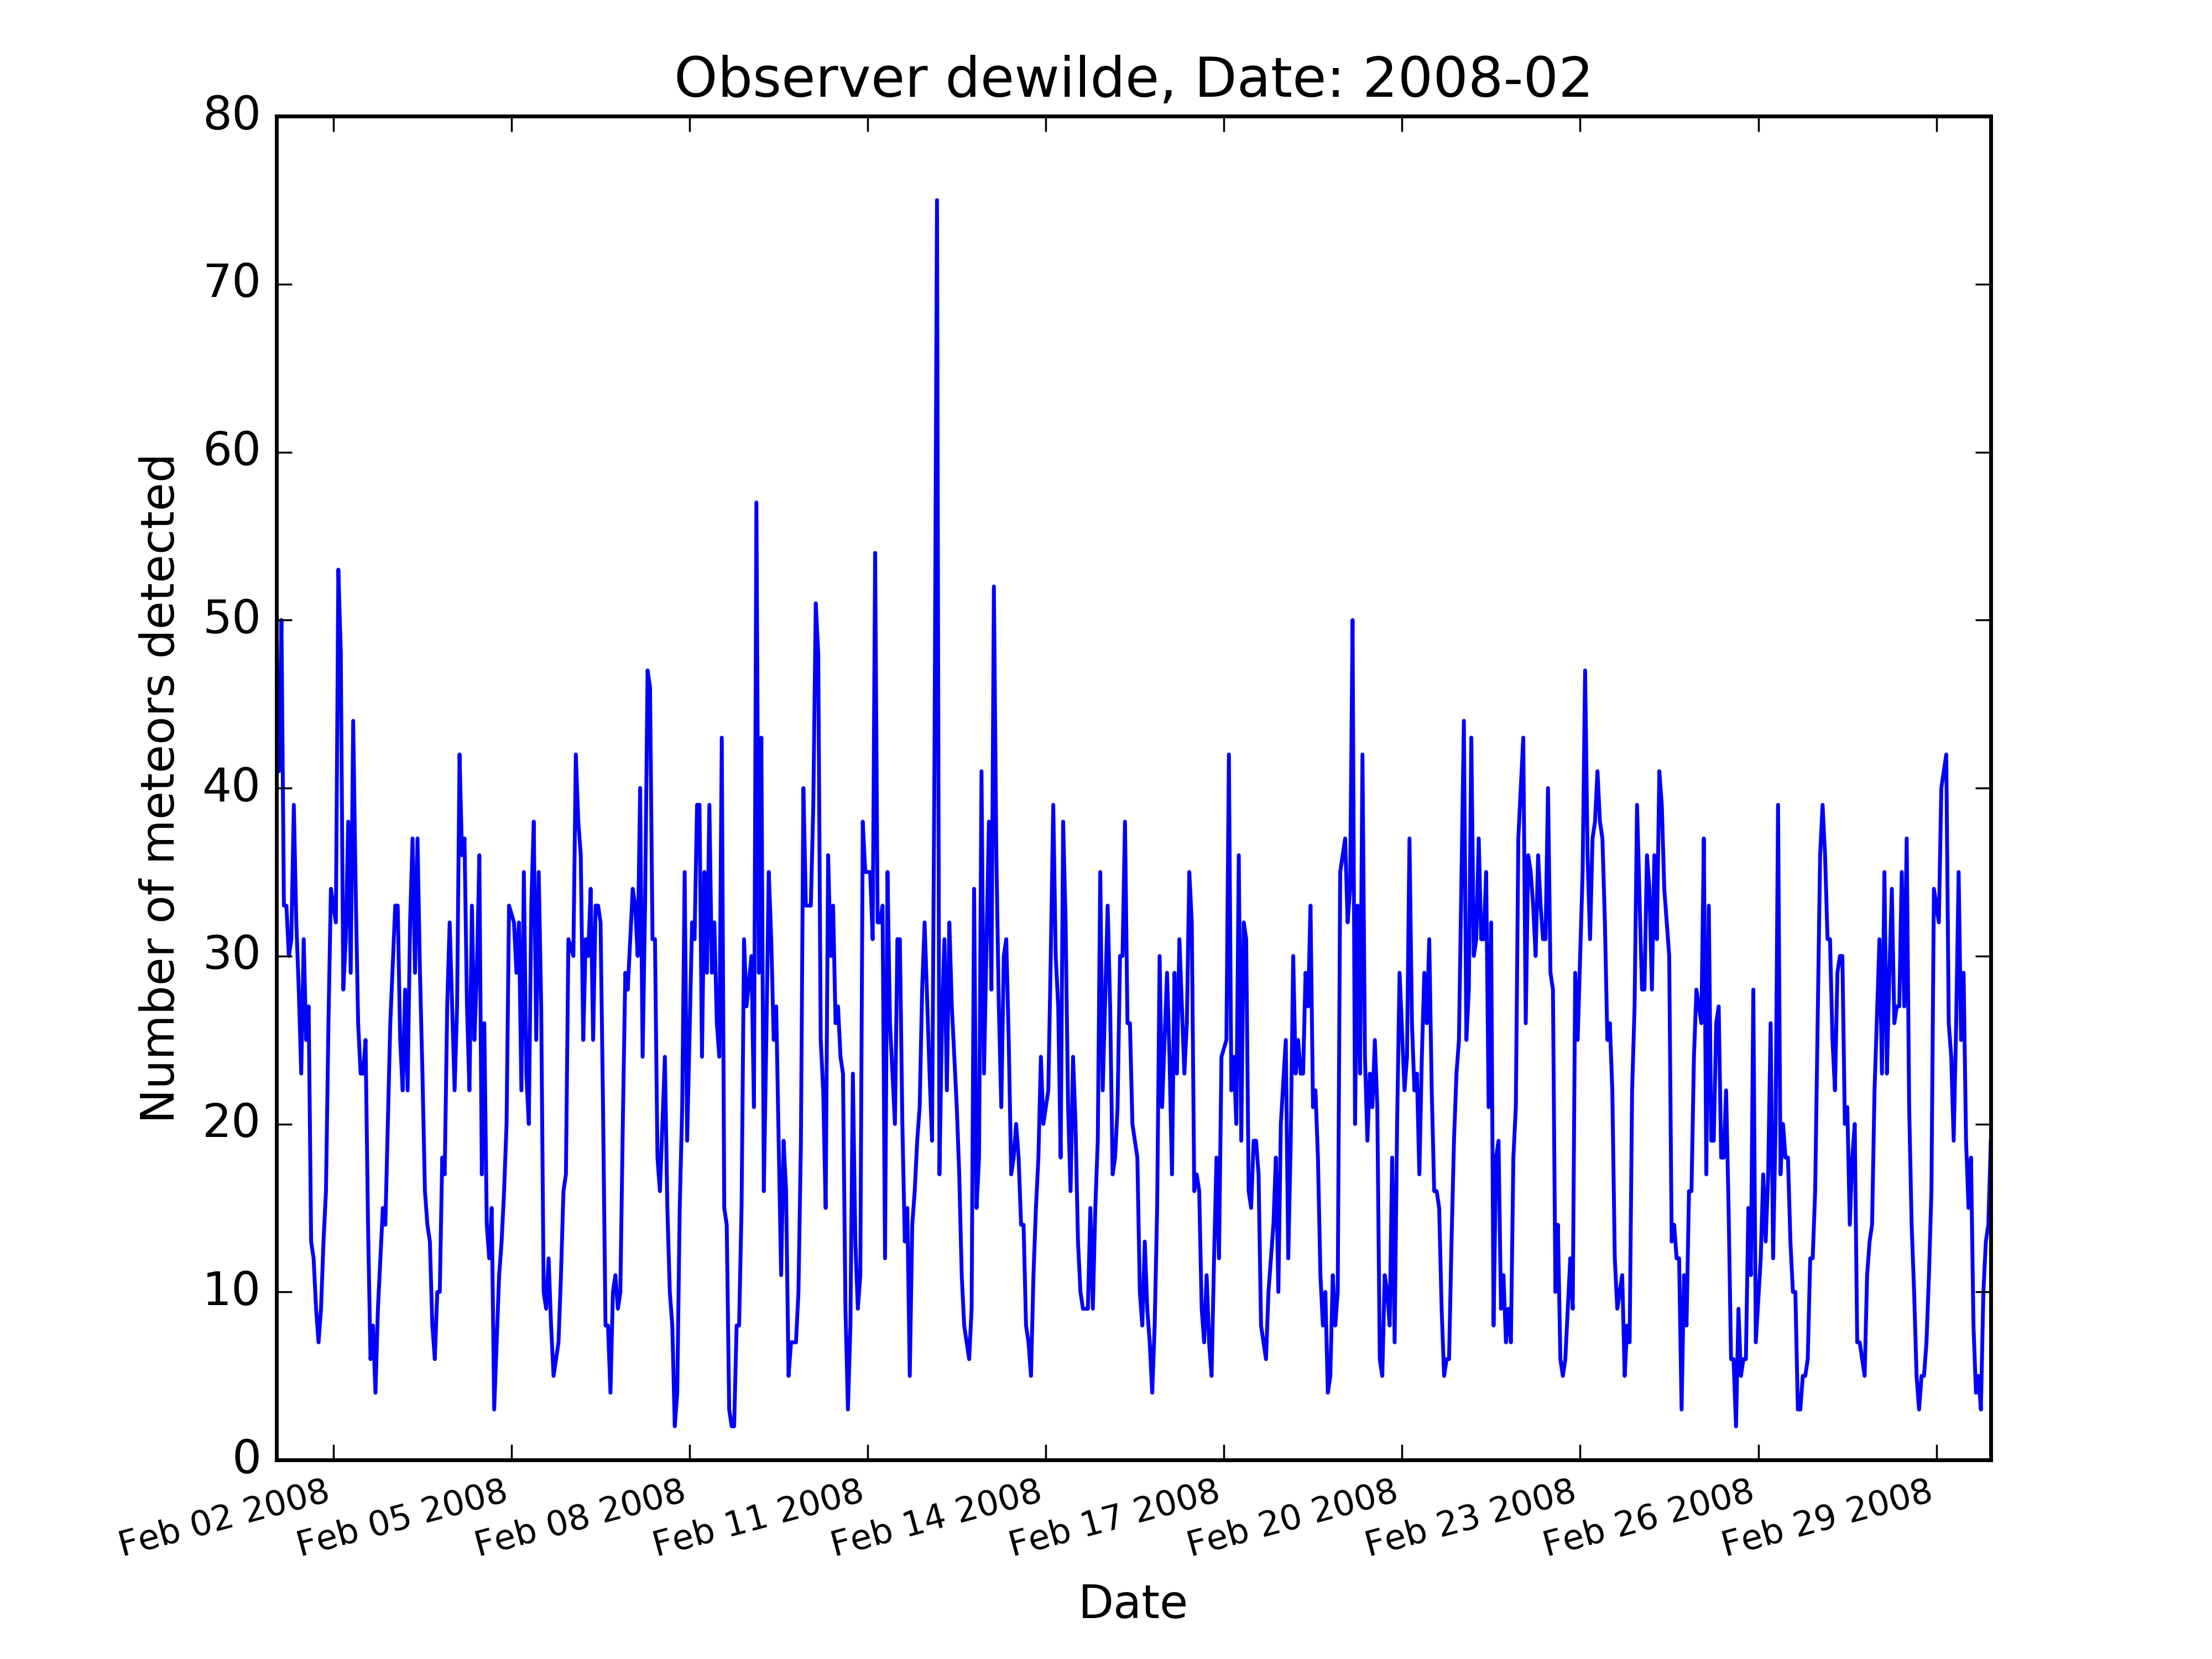 Observer dewilde, Date: 2008-02
80
70
60
50
40
30
20
10
0
Number of meteors detected
Feb 02 2008
Feb 05 2008
Feb 08 2008
Feb 11 2008
Feb 14 2008
Feb 17 2008
Feb 20 2008
Feb 23 2008
Feb 26 2008
Feb 29 2008
Date